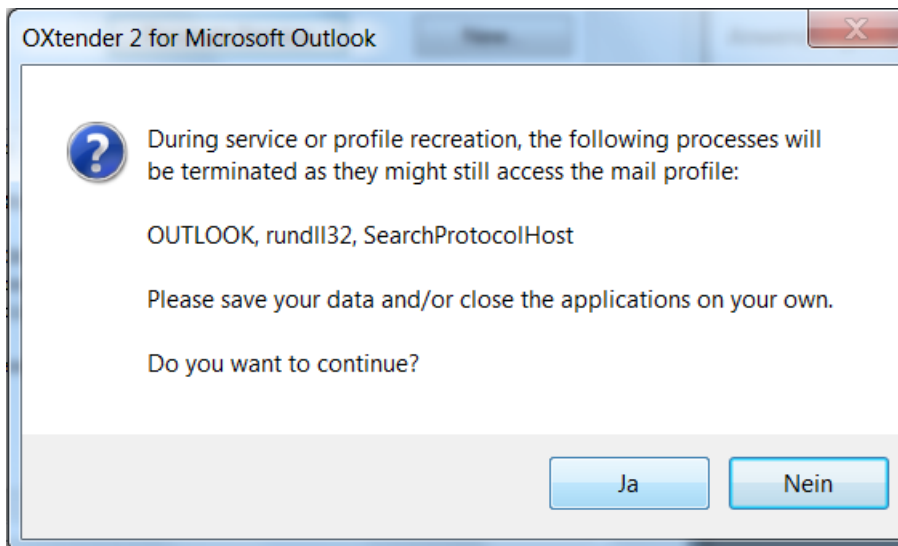 OXtender 2 for Microsoft Outlook
During service or profile recreation, the following processes will
be terminated as they might still access the mail profile:
OUTLOOK, rundll32, SearchProtocolHost
Please save your data and/or close the applications on your own.
Do you want to continue?
Ja
Nein